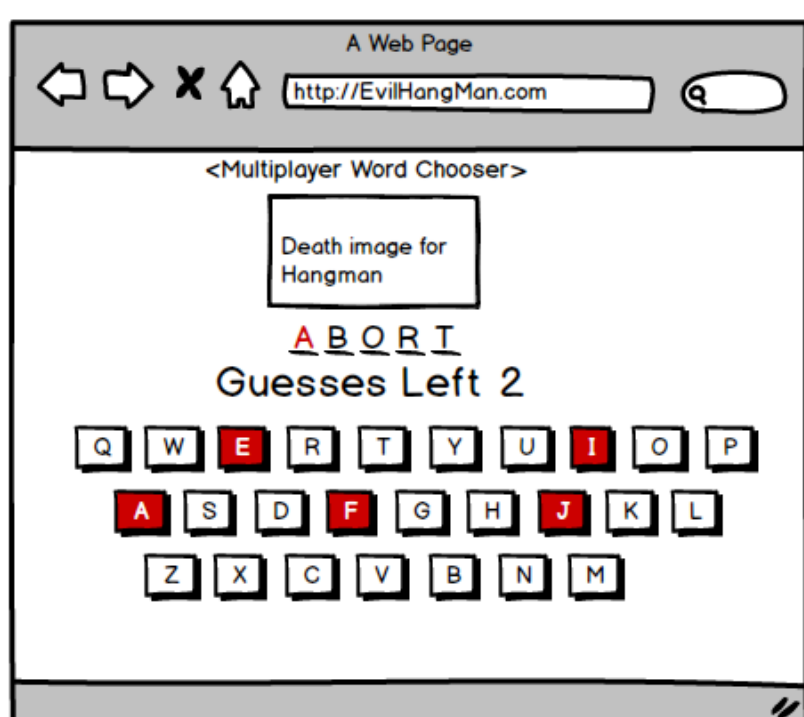 A Web Page
http://EvilHangMan.com
<Multiplayer Word Chooser>
Death image for
Hangman
A B O R T
Guesses Left 2
Q W E R T Y U I O P
A S D F G H J K L
Z X C V B N M